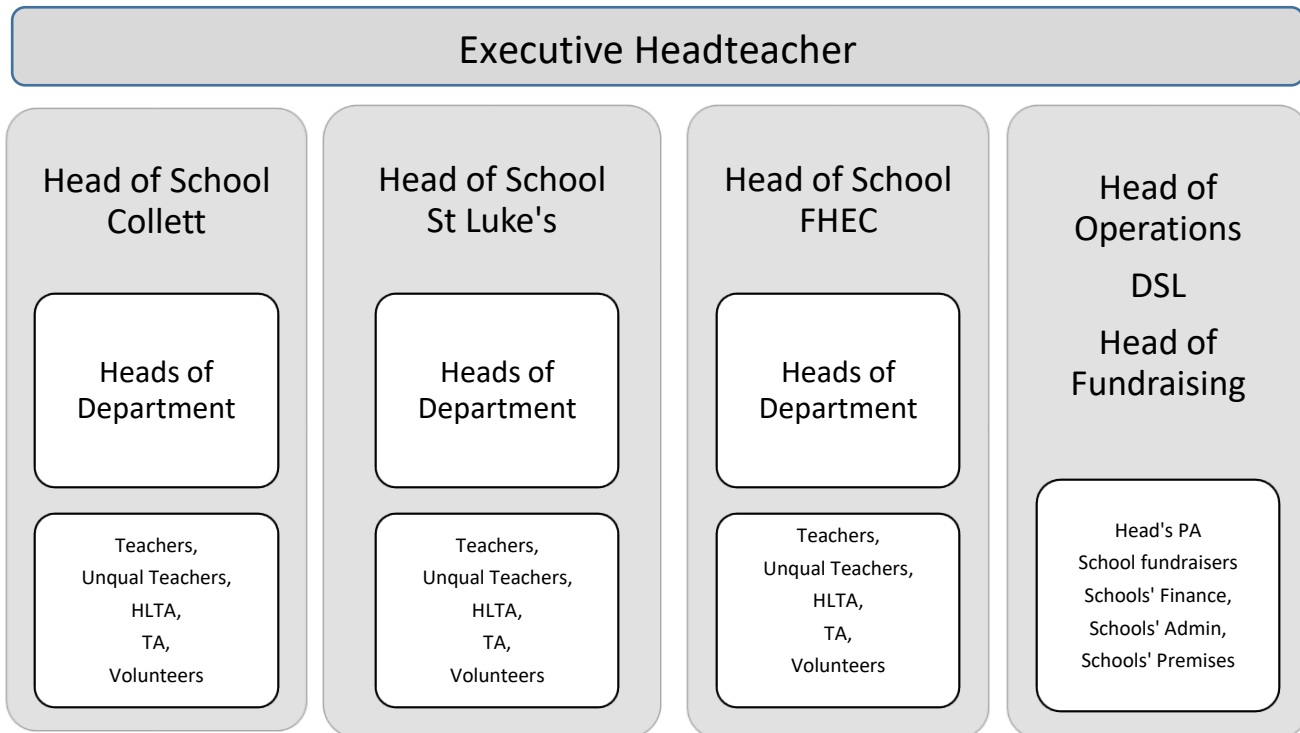 Executive Headteacher
Head of School
Collett
Heads of
Department
Teachers,
Unqual Teachers,
HLTA,
TA,
Volunteers
Head of School
St Luke's
Heads of
Department
Teachers,
Unqual Teachers,
HLTA,
TA,
Volunteers
Head of School
FHEC
Heads of
Department
Teachers,
Unqual Teachers,
HLTA,
TA,
Volunteers
Head of
Operations
DSL
Head of
Fundraising
Head's PA
School fundraisers
Schools' Finance,
Schools' Admin,
Schools' Premises